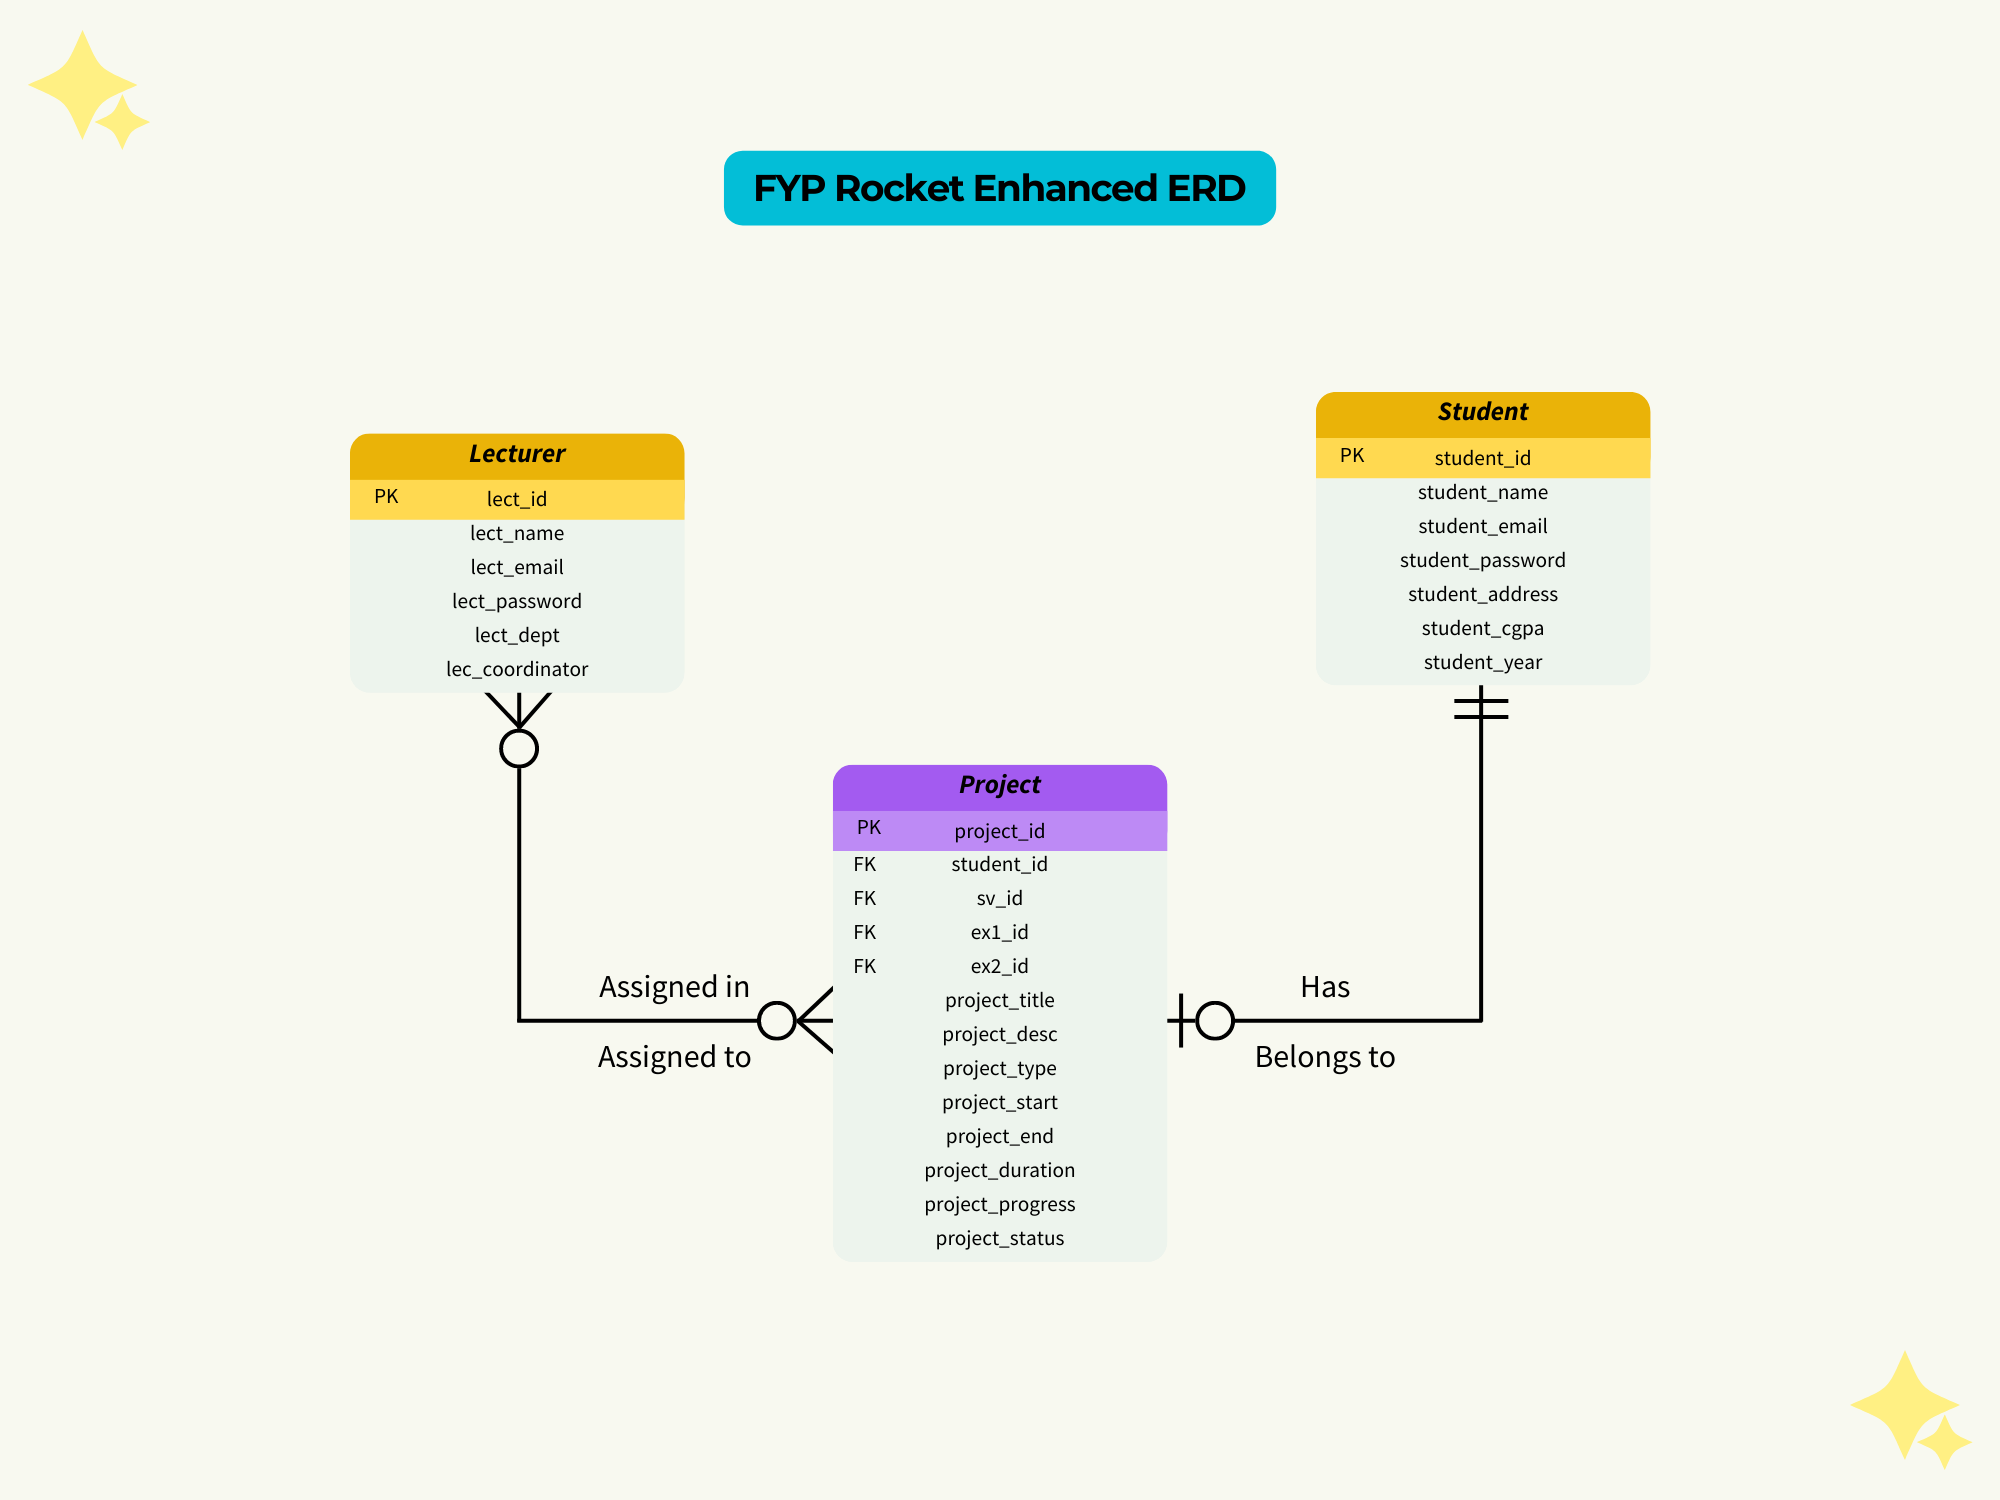 FYP Rocket Enhanced ERD
Lecturer
PK lect_id
lect_name
lect_email
lect_password
lect_dept
lec_coordinator
Student
PK student_id
student_name
student_email
student_password
student_address
student_cgpa
student_year
Project
PK project_id
FK student_id
FK sv_id
FK ex1_id
FK ex2_id
project_title
project_desc
project_type
project_start
project_end
project_duration
project_progress
project_status
Assigned in
Assigned to
Has
Belongs to